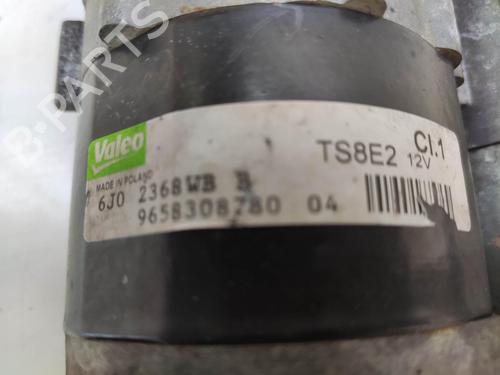 B-PARTS
Valeo
MADE IN POLAND
TS8E2 Cl.1
12V
6J0 2368WB B
9658308780 04